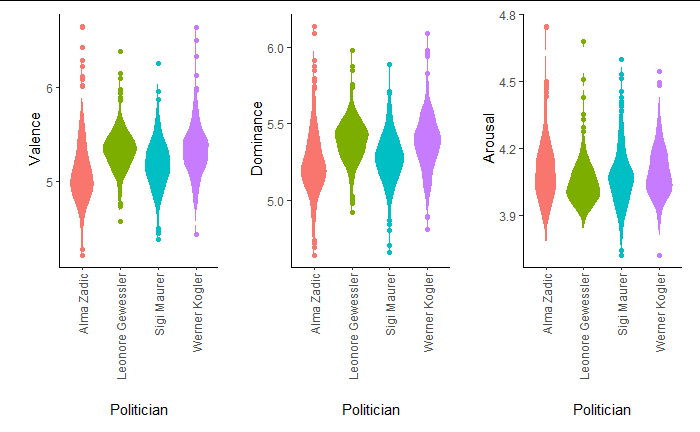 Valence
6
5
Alma Zadic
Leonore Gewessler
Sigi Maurer
Werner Kogler
Politician
Dominance
6.0
5.5
5.0
Alma Zadic
Leonore Gewessler
Sigi Maurer
Werner Kogler
Politician
Arousal
4.8
4.5
4.2
3.9
Alma Zadic
Leonore Gewessler
Sigi Maurer
Werner Kogler
Politician